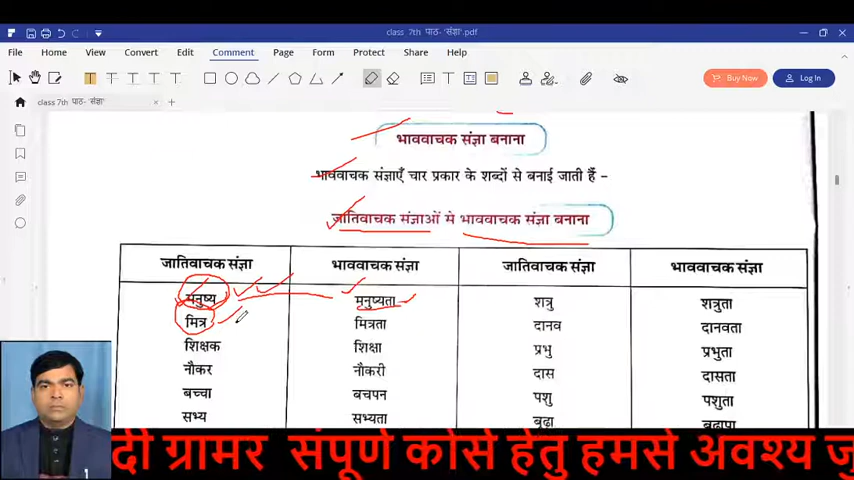 class 7th पाठ- 'संज्ञा'.pdf
File Home View Convert Edit Comment Page Form Protect Share Help
Buy Now Log In
class 7th पाठ- 'संज्ञा'
भाववाचक संज्ञा बनाना
भाववाचक संज्ञाएँ चार प्रकार के शब्दों से बनाई जाती हैं -
जातिवाचक संज्ञाओं से भाववाचक संज्ञा बनाना
जातिवाचक संज्ञा भाववाचक संज्ञा जातिवाचक संज्ञा भाववाचक संज्ञा
मनुष्य मनुष्यता शत्रु शत्रुता
मित्र मित्रता दानव दानवता
शिक्षक शिक्षा प्रभु प्रभुता
नौकर नौकरी दास दासता
बच्चा बचपन पशु पशुता
सभ्य सभ्यता बूढ़ा बुढ़ापा
दी ग्रामर संपूर्ण कोर्स हेतु हमसे अवश्य जु